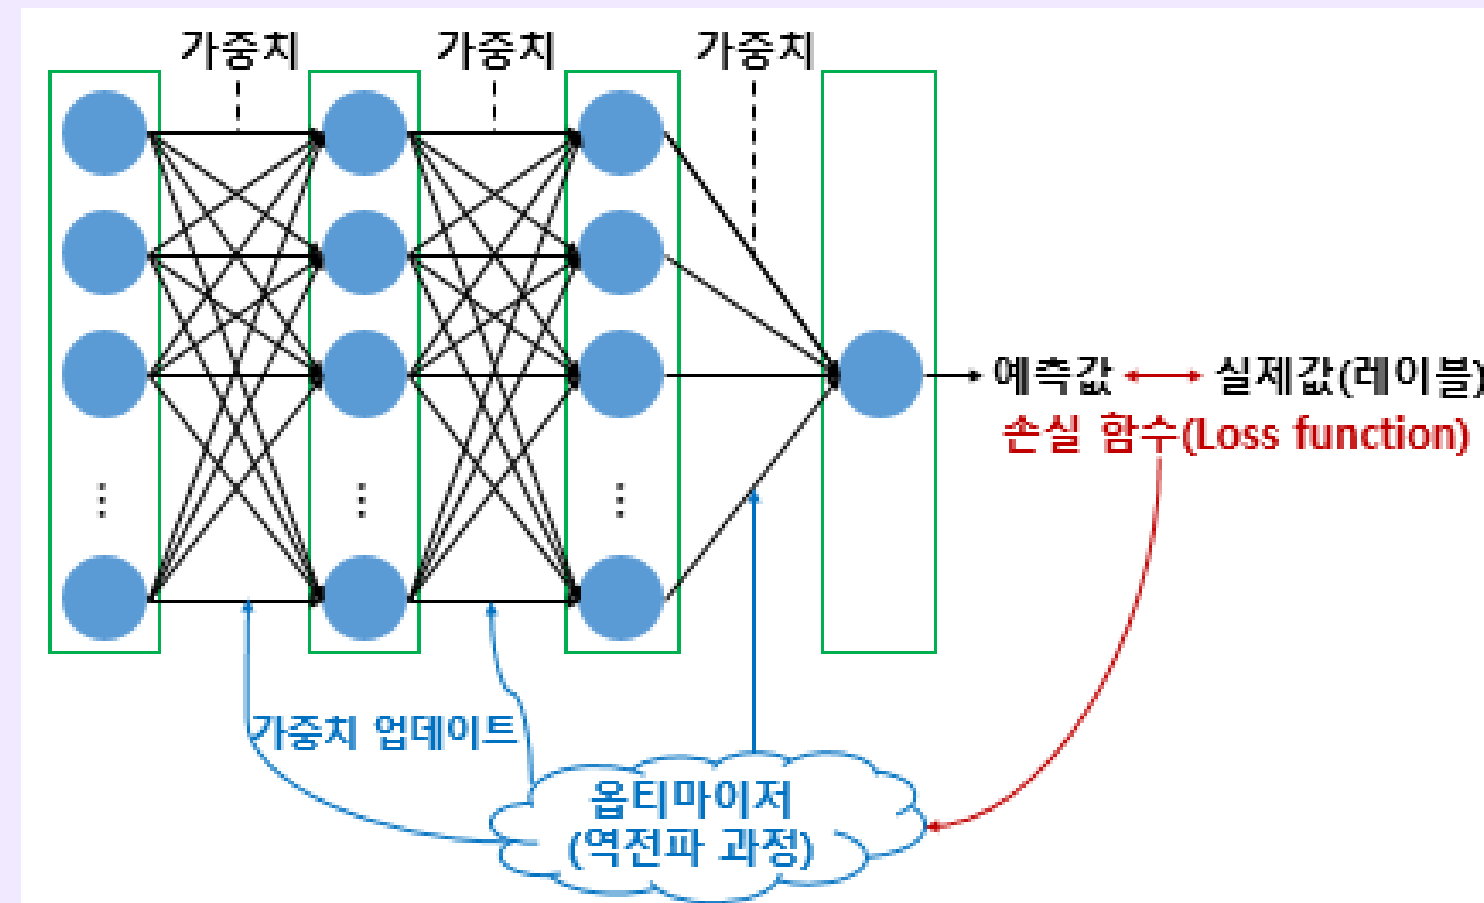 가중치
가중치
가중치
예측값
실제값(레이블)
손실 함수(Loss function)
가중치 업데이트
옵티마이저
(역전파 과정)